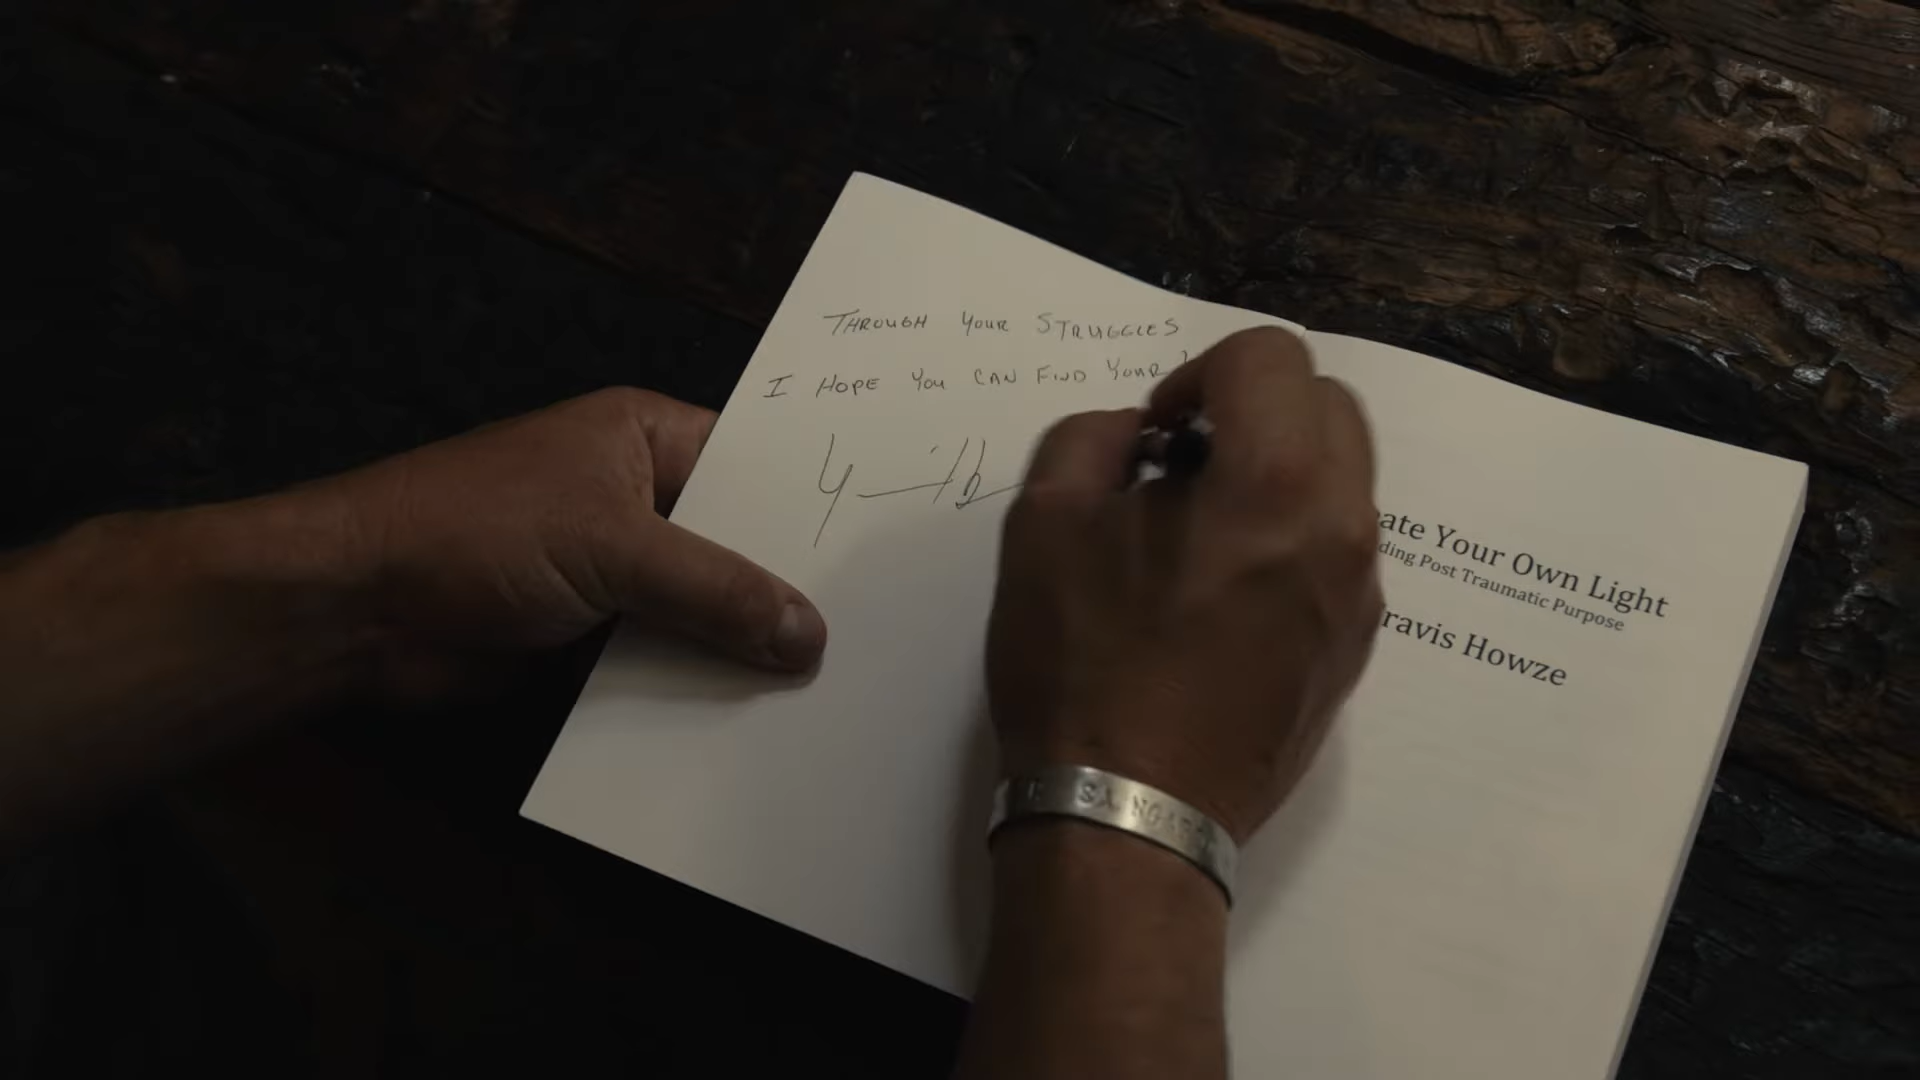 THROUGH YOUR STRUGGLES
I HOPE YOU CAN FIND YOUR
ate Your Own Light
ding Post Traumatic Purpose
ravis Howze